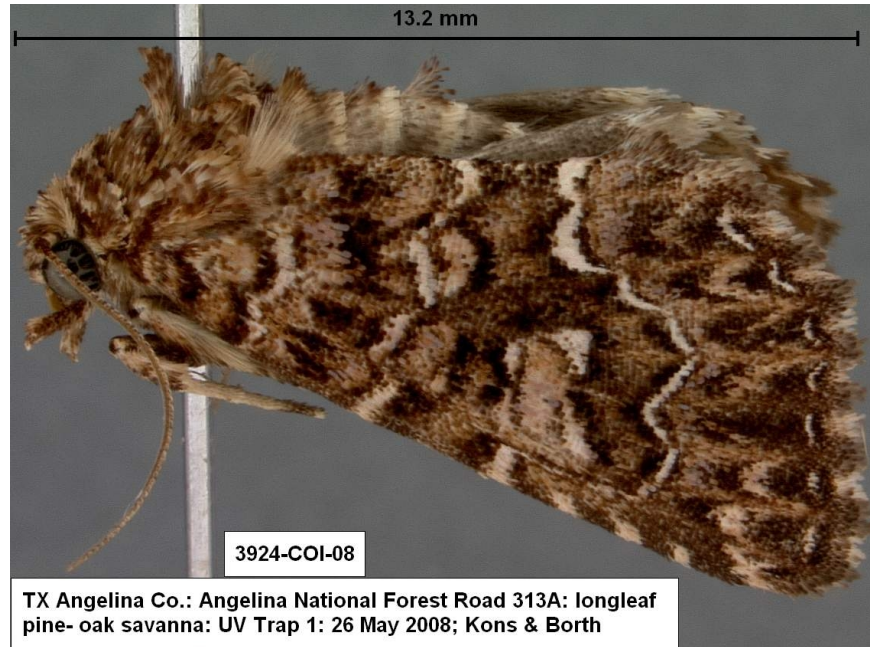 13.2 mm
3924-COI-08
TX Angelina Co.: Angelina National Forest Road 313A: longleaf
pine- oak savanna: UV Trap 1: 26 May 2008; Kons & Borth